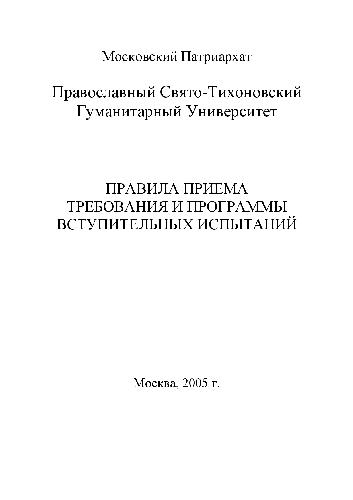 Московский Патриархат
Православный Свято-Тихоновский
Гуманитарный Университет
ПРАВИЛА ПРИЕМА
ТРЕБОВАНИЯ И ПРОГРАММЫ
ВСТУПИТЕЛЬНЫХ ИСПЫТАНИЙ
Москва, 2005 г.